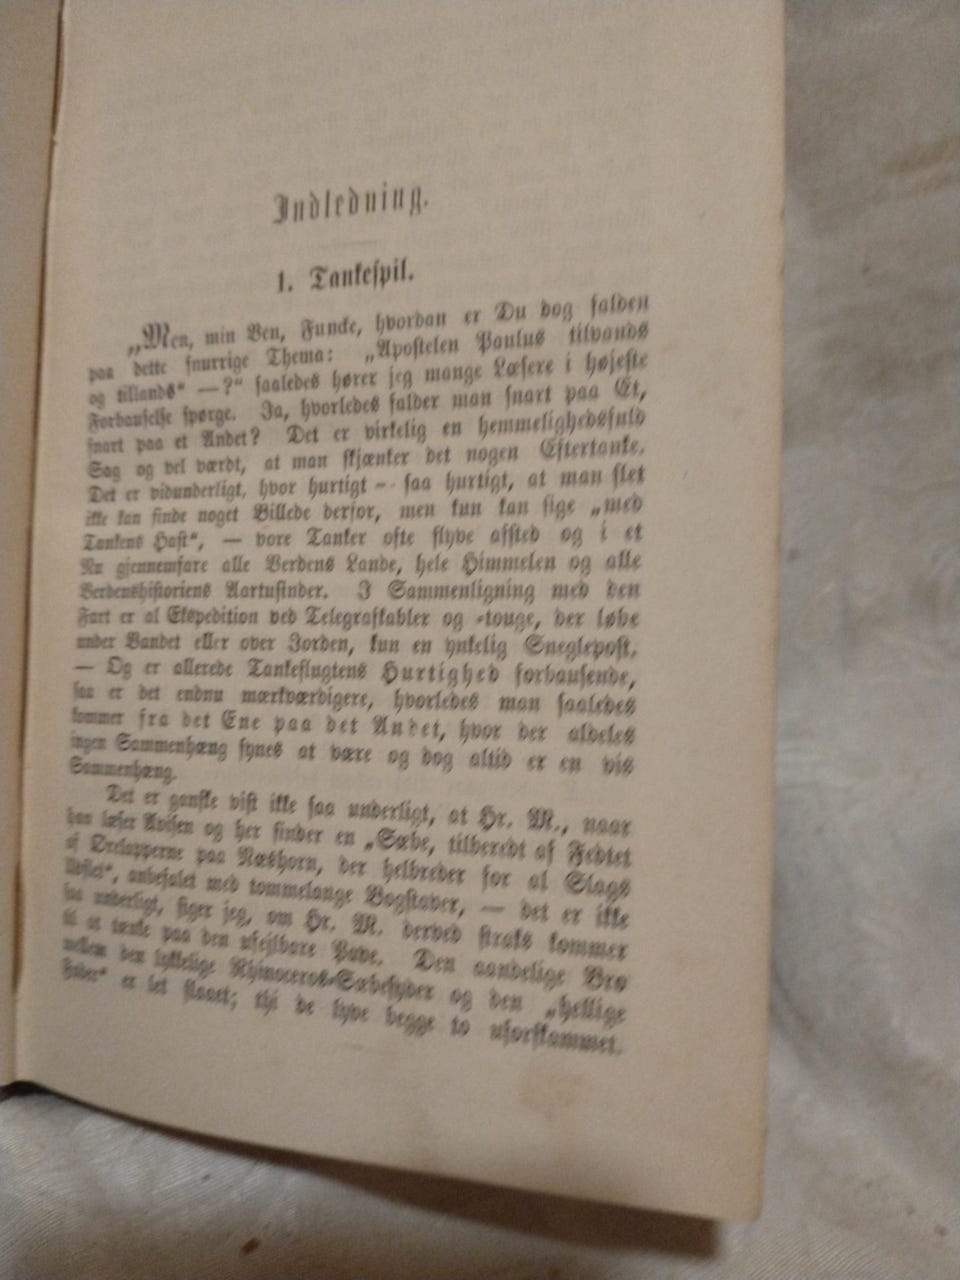 Indledning.
1. Tankespil.
„Men, min Ven, Funcke, hvordan er Du dog falden
paa dette snurrige Thema: „Apostelen Paulus tilvands
og tillands“ —?“ saaledes hører jeg mange Læsere i højeste
Forbauselse spørge. Ja, hvorledes falder man snart paa Et,
snart paa et Andet? Det er virkelig en hemmelighedsfuld
Sag og vel værdt, at man skjænker det nogen Eftertanke.
Det er vidunderligt, hvor hurtigt — saa hurtigt, at man slet
ikke kan finde noget Billede derfor, men kun kan sige „med
Tankens Hast“, — vore Tanker ofte flyve afsted og i et
Nu gjennemfare alle Verdens Lande, hele Himmelen og alle
Verdenshistoriens Aartusinder. I Sammenligning med den
Fart er al Ekspedition ved Telegrafkabler og -touge, der løbe
under Vandet eller over Jorden, kun en ynkelig Sneglepost.
— Og er allerede Tankeflugtens Hurtighed forbausende,
saa er det endnu mærkværdigere, hvorledes man saaledes
kommer fra det Ene paa det Andet, hvor der aldeles
ingen Sammenhæng synes at være og dog altid er en vis
Sammenhæng.
Det er ganske vist ikke saa underligt, at Hr. M., naar
han læser Avisen og her finder en „Sæbe, tilberedt af Fedtet
af Ørelapperne paa Næshorn, der helbreder for al Slags
anbefalet med tommelange Bogstaver, — det er ikke
saa underligt, siger jeg, om Hr. M. derved straks kommer
til at tænke paa den ufejlbare Pave. Den aandelige Bro
mellem den lykkelige Rhinoceros-Sæbesyder og den „hellige
Fader“ er let slaaet; thi de lyve begge to uforskammet.